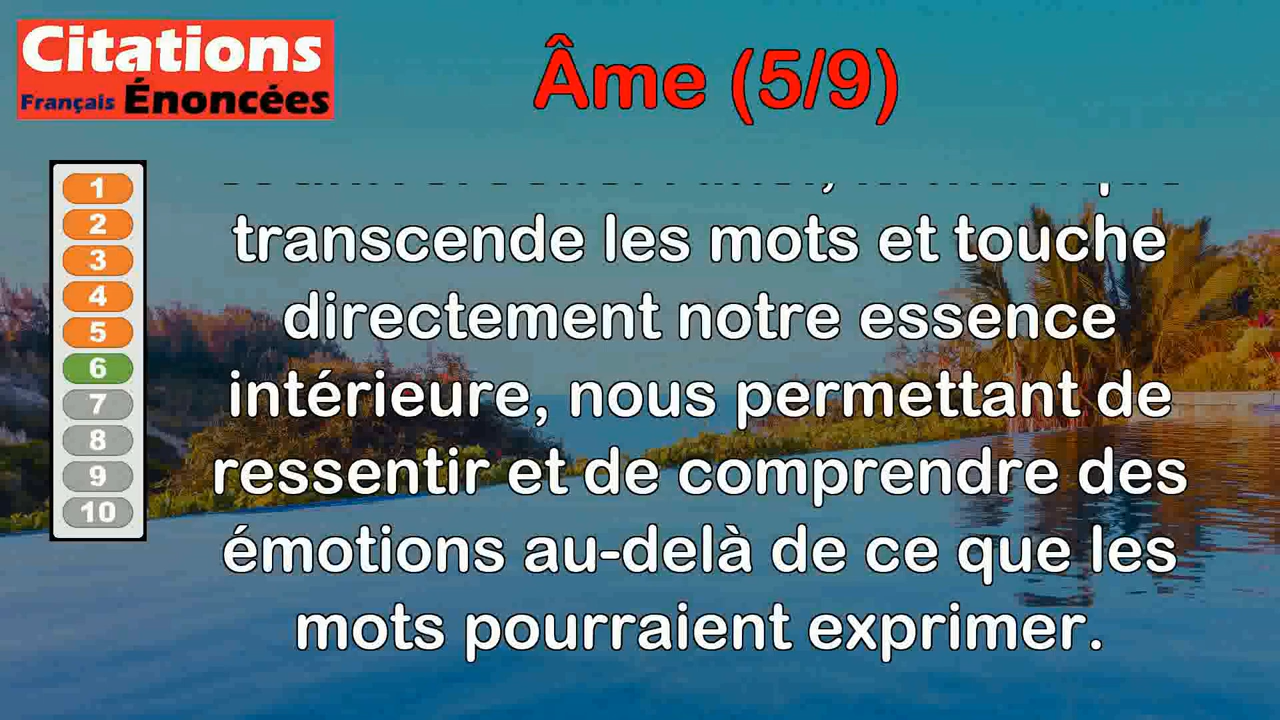 Citations
Français Énoncées
Âme (5/9)
1
2
3
4
5
6
7
8
9
10
transcende les mots et touche
directement notre essence
intérieure, nous permettant de
ressentir et de comprendre des
émotions au-delà de ce que les
mots pourraient exprimer.